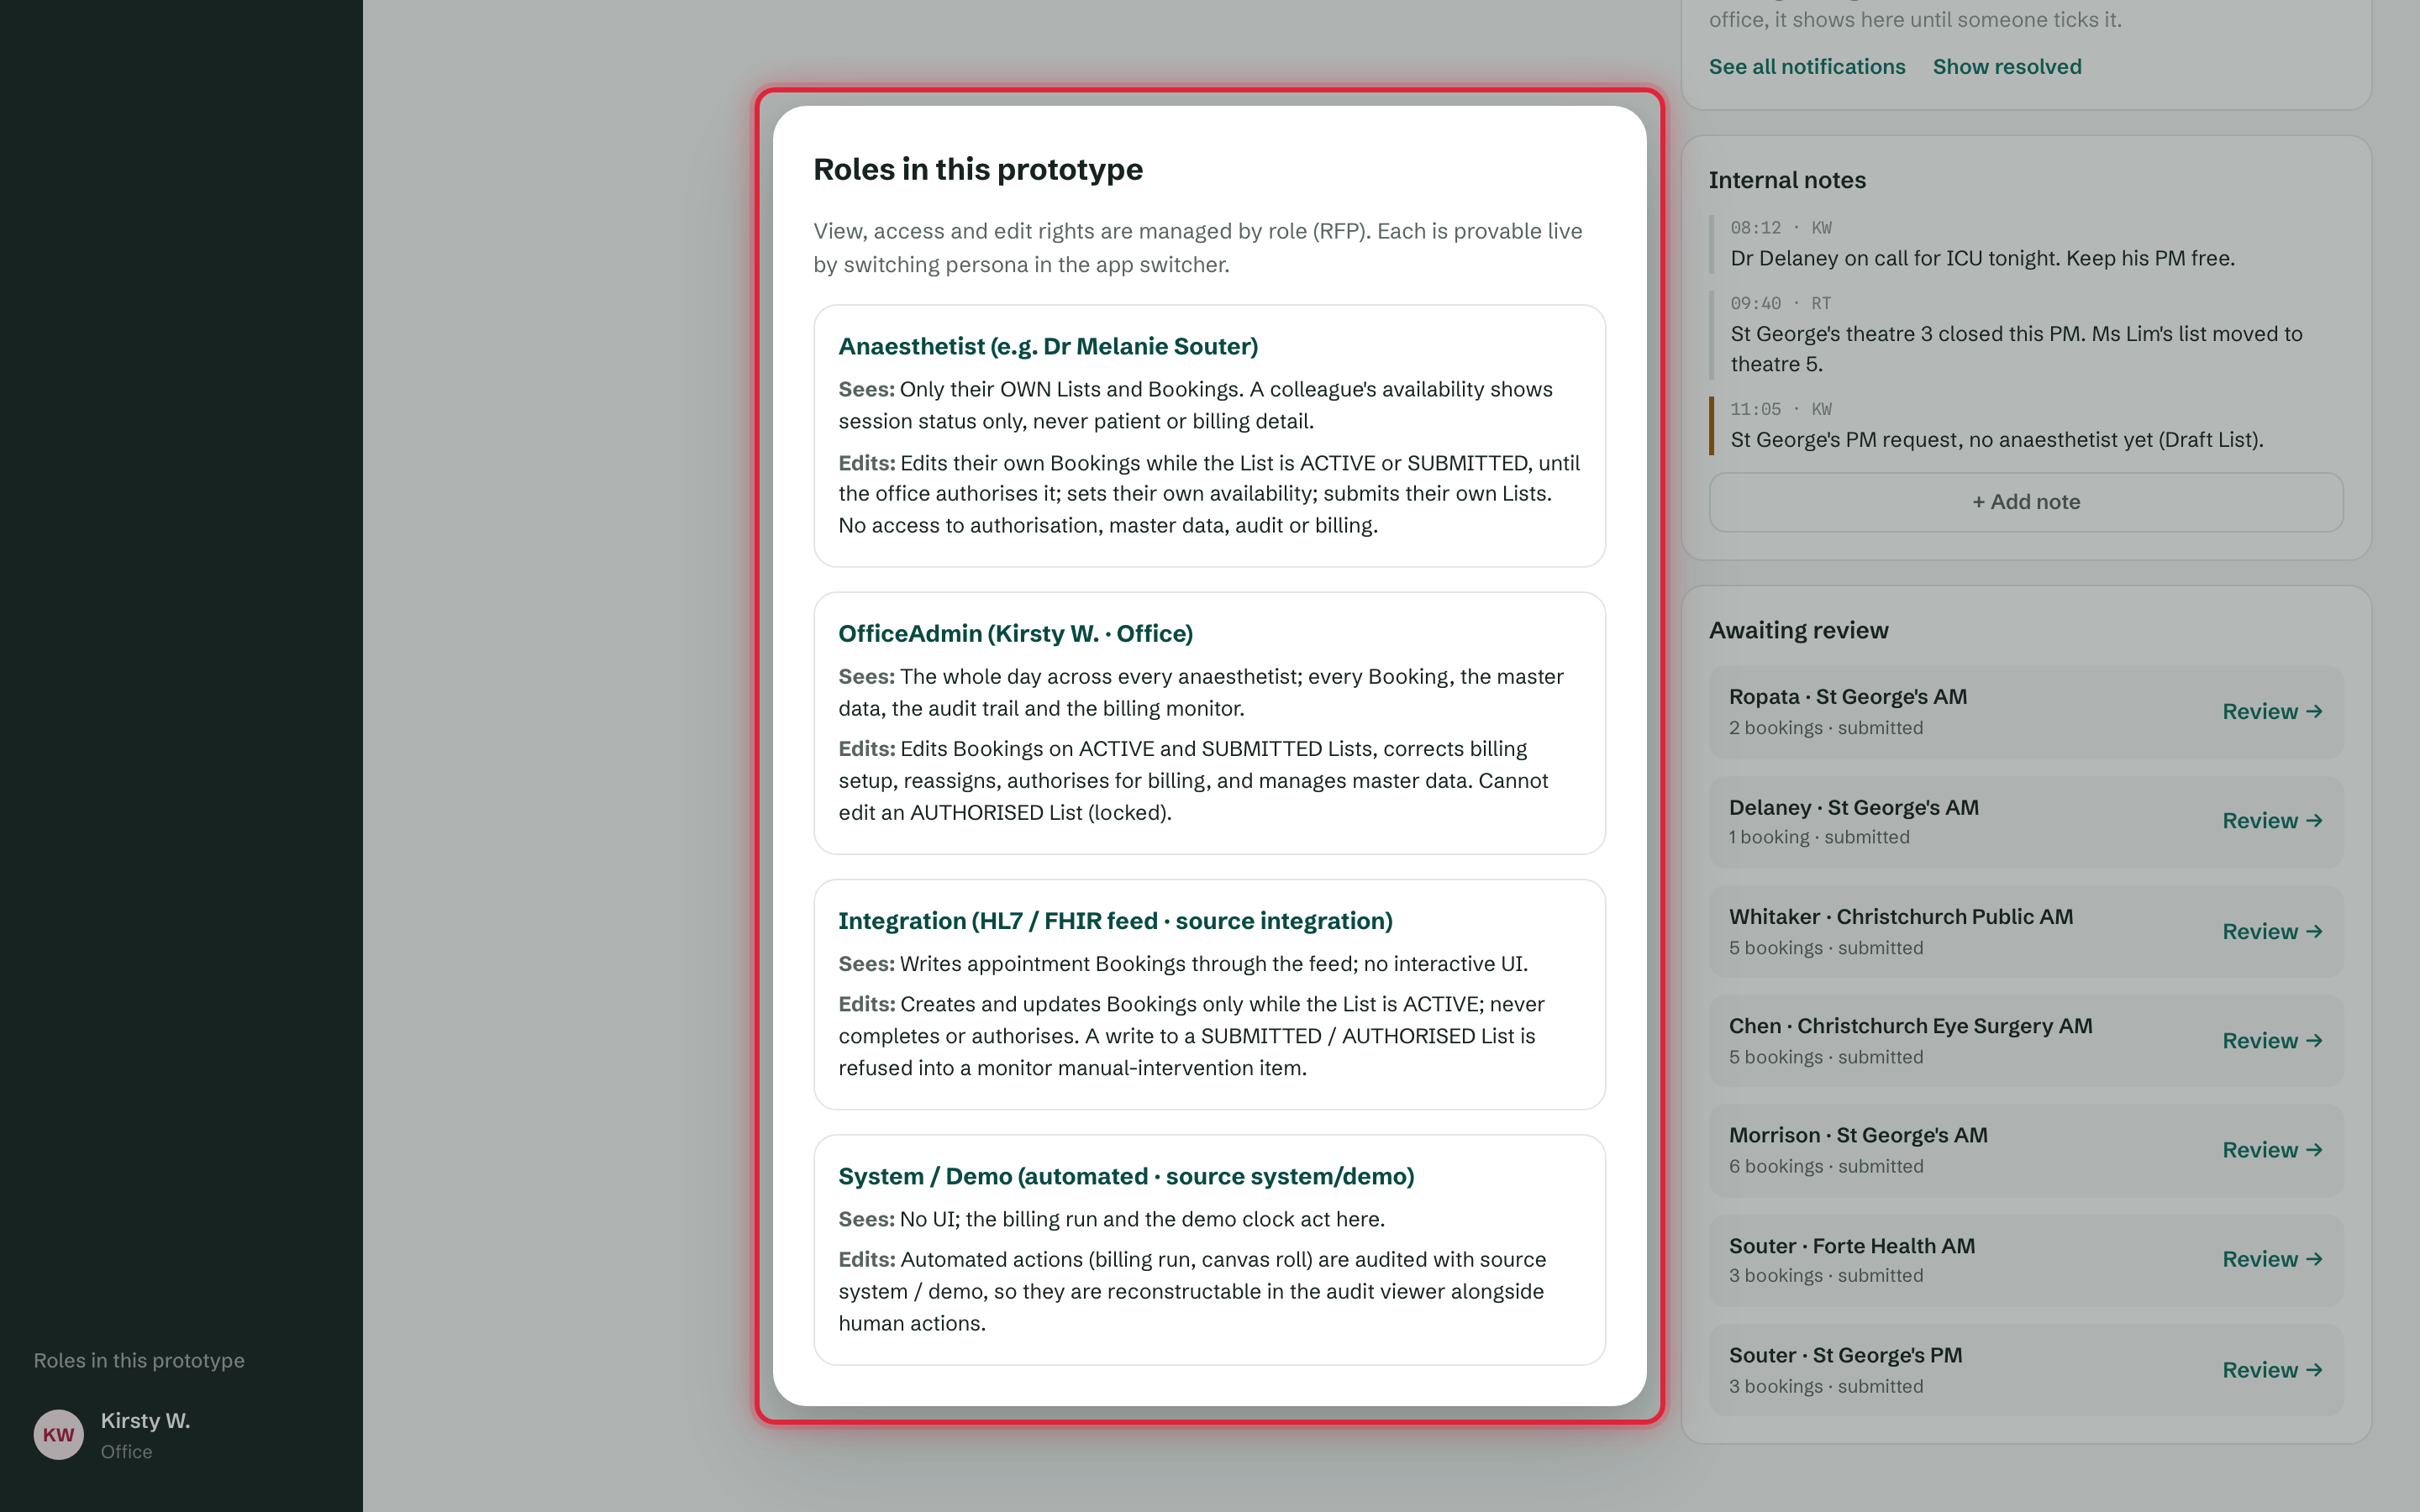 Roles in this prototype
KW
Kirsty W.
Office
Roles in this prototype
View, access and edit rights are managed by role (RFP). Each is provable live
by switching persona in the app switcher.
Anaesthetist (e.g. Dr Melanie Souter)
Sees: Only their OWN Lists and Bookings. A colleague's availability shows
session status only, never patient or billing detail.
Edits: Edits their own Bookings while the List is ACTIVE or SUBMITTED, until
the office authorises it; sets their own availability; submits their own Lists.
No access to authorisation, master data, audit or billing.
OfficeAdmin (Kirsty W. · Office)
Sees: The whole day across every anaesthetist; every Booking, the master
data, the audit trail and the billing monitor.
Edits: Edits Bookings on ACTIVE and SUBMITTED Lists, corrects billing
setup, reassigns, authorises for billing, and manages master data. Cannot
edit an AUTHORISED List (locked).
Integration (HL7 / FHIR feed · source integration)
Sees: Writes appointment Bookings through the feed; no interactive UI.
Edits: Creates and updates Bookings only while the List is ACTIVE; never
completes or authorises. A write to a SUBMITTED / AUTHORISED List is
refused into a monitor manual-intervention item.
System / Demo (automated · source system/demo)
Sees: No UI; the billing run and the demo clock act here.
Edits: Automated actions (billing run, canvas roll) are audited with source
system / demo, so they are reconstructable in the audit viewer alongside
human actions.
office, it shows here until someone ticks it.
See all notifications Show resolved
Internal notes
08:12 · KW
Dr Delaney on call for ICU tonight. Keep his PM free.
09:40 · RT
St George's theatre 3 closed this PM. Ms Lim's list moved to
theatre 5.
11:05 · KW
St George's PM request, no anaesthetist yet (Draft List).
+ Add note
Awaiting review
Ropata · St George's AM
2 bookings · submitted
Review →
Delaney · St George's AM
1 booking · submitted
Review →
Whitaker · Christchurch Public AM
5 bookings · submitted
Review →
Chen · Christchurch Eye Surgery AM
5 bookings · submitted
Review →
Morrison · St George's AM
6 bookings · submitted
Review →
Souter · Forte Health AM
3 bookings · submitted
Review →
Souter · St George's PM
3 bookings · submitted
Review →